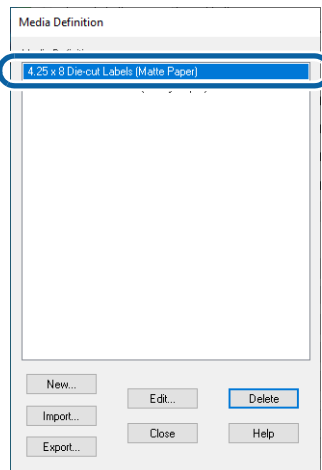 Media Definition
4.25 x 8 Die-cut Labels (Matte Paper)
New...
Edit...
Delete
Import...
Close
Help
Export...